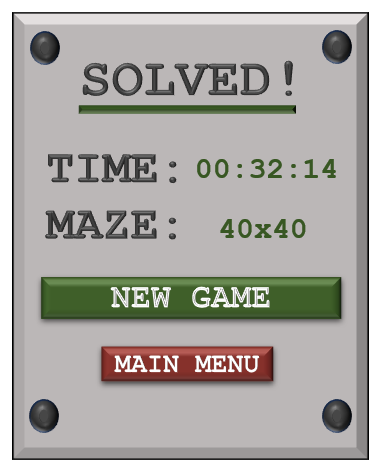 SOLVED!
TIME: 00:32:14
MAZE: 40x40
NEW GAME
MAIN MENU